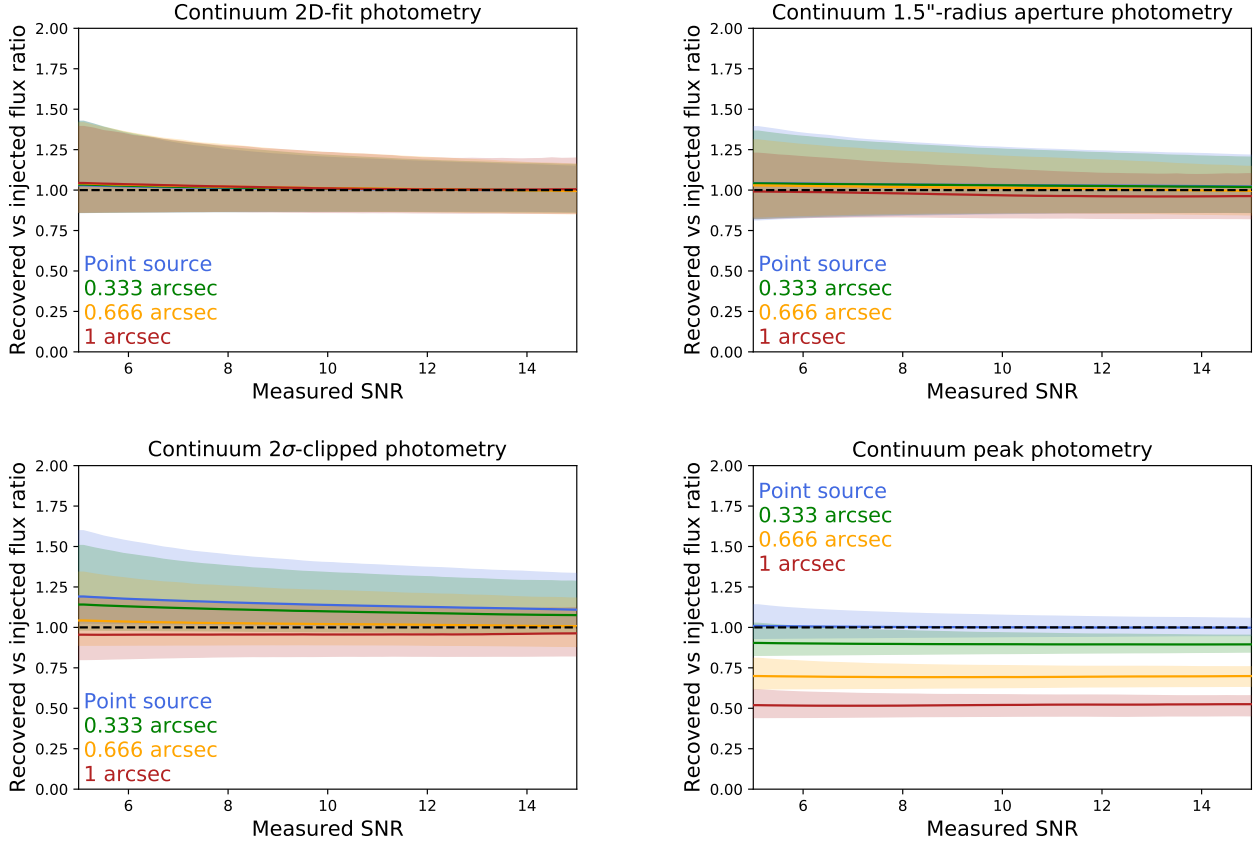 Continuum 2D-fit photometry
Recovered vs injected flux ratio
2.00
1.75
1.50
1.25
1.00
0.75
0.50
0.25
0.00
Point source
0.333 arcsec
0.666 arcsec
1 arcsec
6 8 10 12 14
Measured SNR
Continuum 1.5"-radius aperture photometry
Recovered vs injected flux ratio
2.00
1.75
1.50
1.25
1.00
0.75
0.50
0.25
0.00
Point source
0.333 arcsec
0.666 arcsec
1 arcsec
6 8 10 12 14
Measured SNR
Continuum 2σ-clipped photometry
Recovered vs injected flux ratio
2.00
1.75
1.50
1.25
1.00
0.75
0.50
0.25
0.00
Point source
0.333 arcsec
0.666 arcsec
1 arcsec
6 8 10 12 14
Measured SNR
Continuum peak photometry
Recovered vs injected flux ratio
2.00
1.75
1.50
1.25
1.00
0.75
0.50
0.25
0.00
Point source
0.333 arcsec
0.666 arcsec
1 arcsec
6 8 10 12 14
Measured SNR